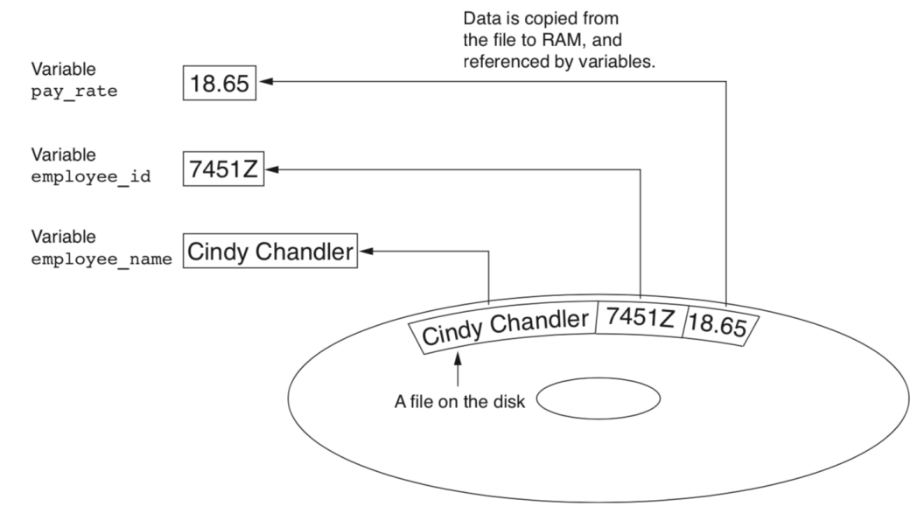 Data is copied from
the file to RAM, and
referenced by variables.
Variable
pay_rate
18.65
Variable
employee_id
7451Z
Variable
employee_name
Cindy Chandler
Cindy Chandler 7451Z 18.65
A file on the disk